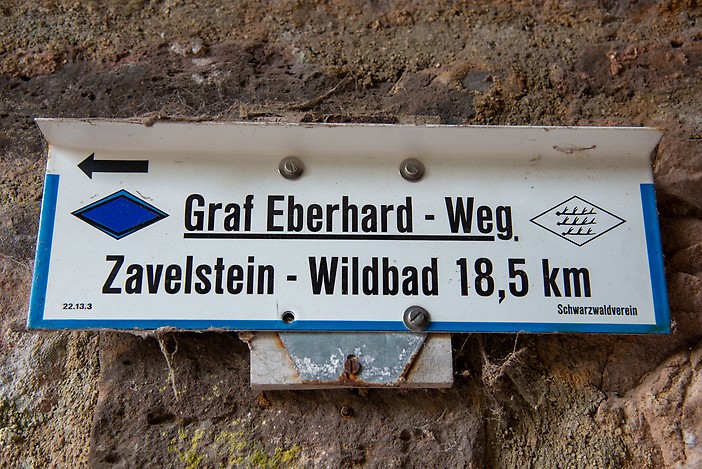 Graf Eberhard - Weg.
Zavelstein - Wildbad 18,5 km
22.13.3
Schwarzwaldverein